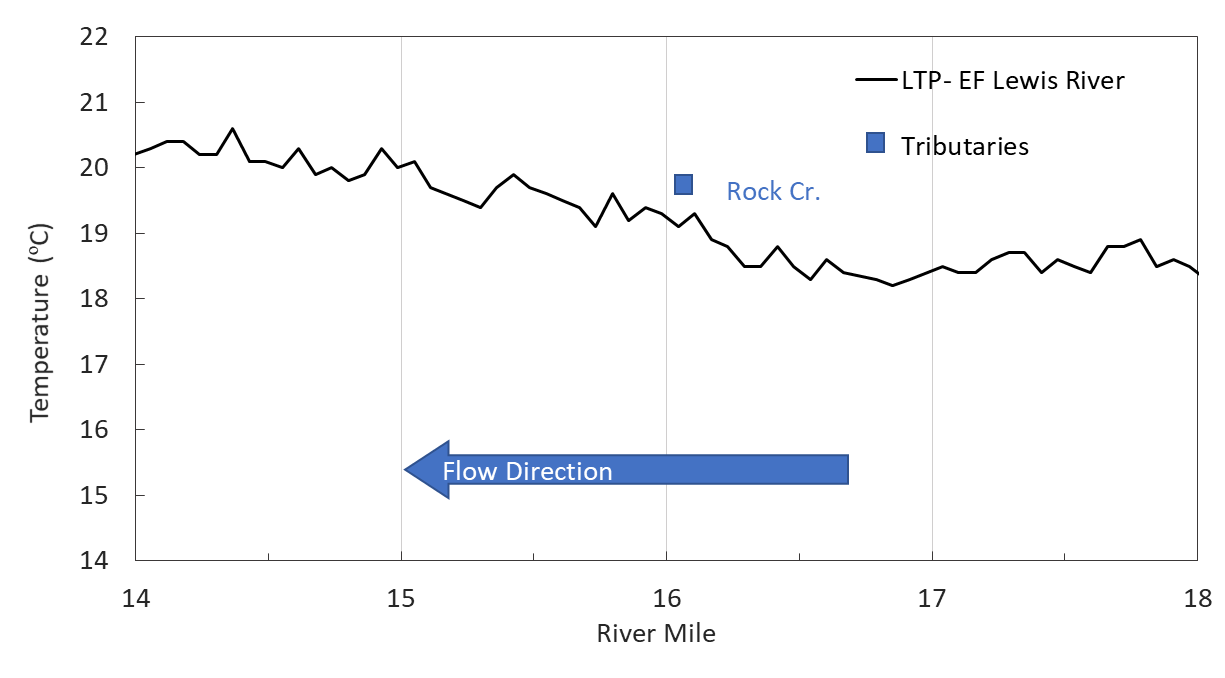 22
21
20
19
18
17
16
15
14
Temperature (ºC)
LTP- EF Lewis River
Tributaries
Rock Cr.
Flow Direction
14 15 16 17 18
River Mile